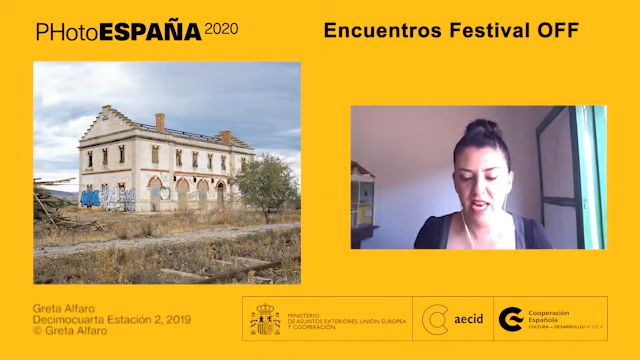 PHotoESPAÑA 2020
Encuentros Festival OFF
Greta Alfaro
Decimocuarta Estación 2, 2019
© Greta Alfaro
MINISTERIO
DE ASUNTOS EXTERIORES, UNIÓN EUROPEA
Y COOPERACIÓN
aecid
Cooperación
Española
CULTURA + DESARROLLO